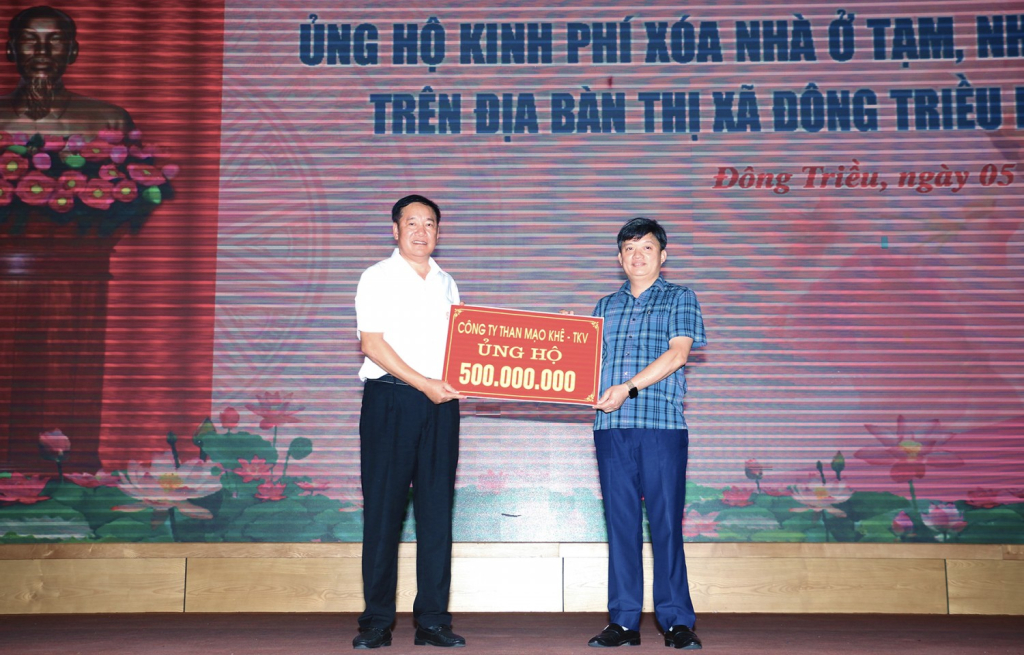 ỦNG HỘ KINH PHÍ XÓA NHÀ Ở TẠM, NH
TRÊN ĐỊA BÀN THỊ XÃ ĐÔNG TRIỀU
Đông Triều, ngày 05
CÔNG TY THAN MẠO KHÊ - TKV
ỦNG HỘ
500.000.000